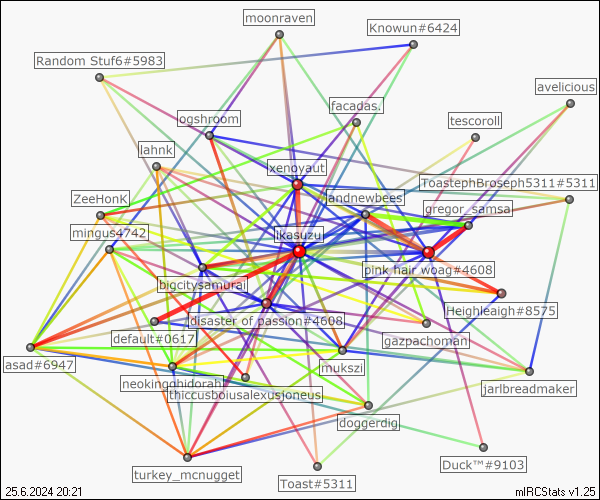 moonraven
Knowun#6424
Random Stuf6#5983
avelicious
facadas;
ogshroom
tescoroll
lahnk
xenoyaut
ToastephBroseph5311#5311
ZeeHonK
landnewbees
gregor_samsa
mingus4742
ikasuzu
pink hair woag#4608
bigcitysamurai
Heighleaigh#8575
disaster of passion#4608
default#0617
gazpachoman
asad#6947
mukszi
neokingghidorah
thiccusboiusalexusjoneus
jarlbreadmaker
doggerdig
turkey_mcnugget
Toast#5311
Duck™#9103
25.6.2024 20:21
mIRCStats v1.25